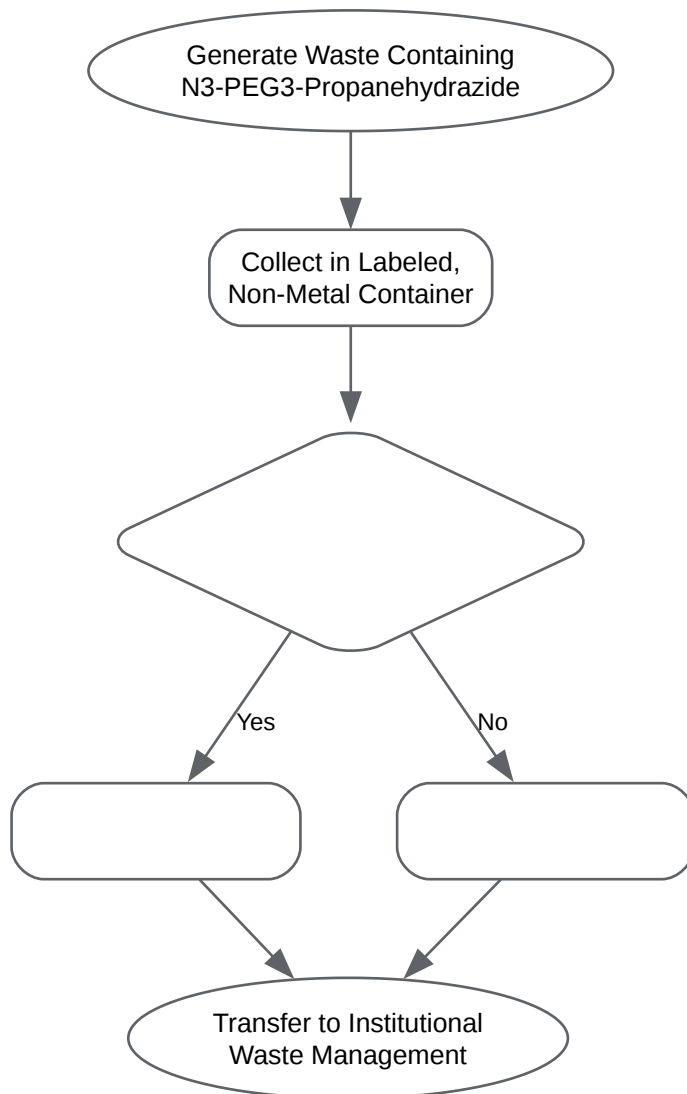 Generate Waste Containing
N3-PEG3-Propanehydrazide
Collect in Labeled,
Non-Metal Container
Yes
No
Transfer to Institutional
Waste Management